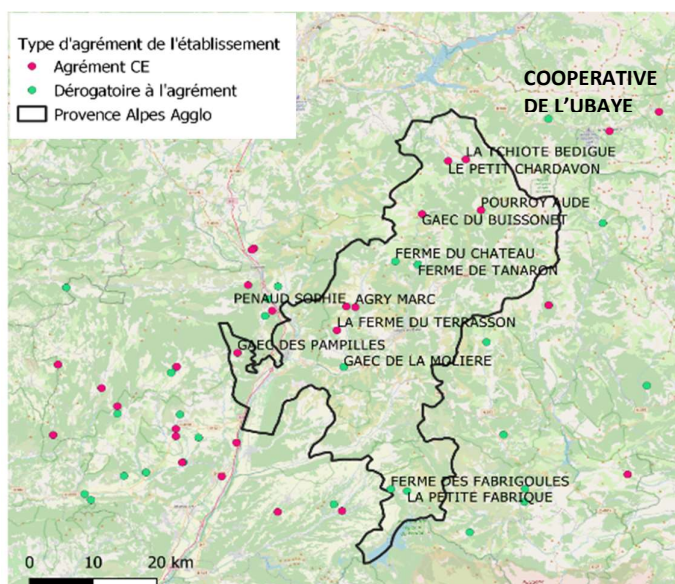 Type d'agrément de l'établissement
Agrément CE
Dérogatoire à l'agrément
Provence Alpes Agglo
COOPERATIVE
DE L'UBAYE
LA TCHIOTE BEDIGUE
LE PETIT CHARDAVON
POURROY AUDE
GAEC DU BUISSONET
FERME DU CHATEAU
FERME DE TANARON
PENAUD SOPHIE
AGRY MARC
LA FERME DU TERRASSON
GAEC DES PAMPILLES
GAEC DE LA MOLIERE
FERME DES FABRIGOULES
LA PETITE FABRIQUE
0 10 20 km